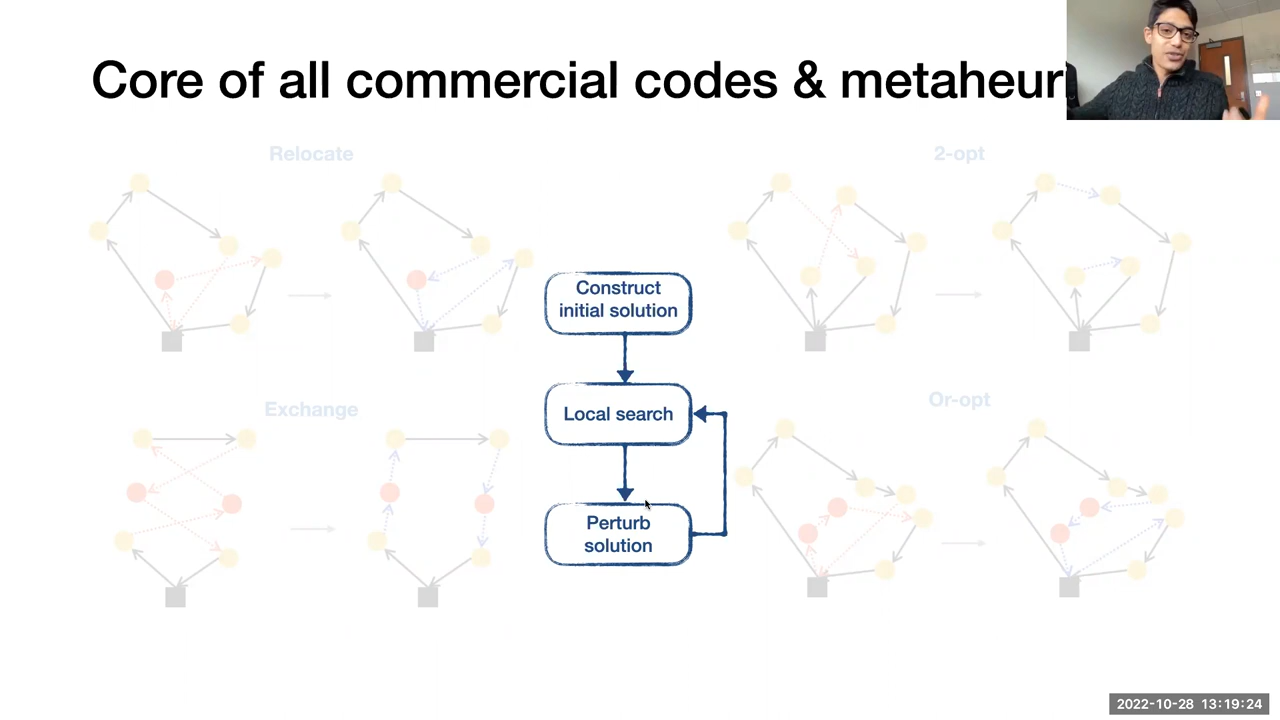 Core of all commercial codes & metaheur
Relocate
2-opt
Construct
initial solution
Local search
Exchange
Or-opt
Perturb
solution
2022-10-28 13:19:24